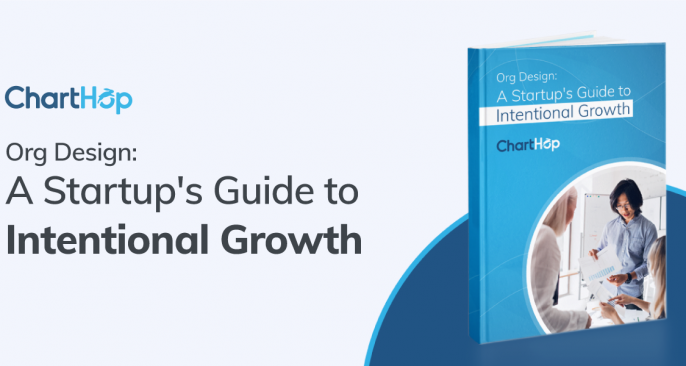 ChartHop
Org Design:
A Startup's Guide to
Intentional Growth
Org Design:
A Startup's Guide to
Intentional Growth
ChartHop